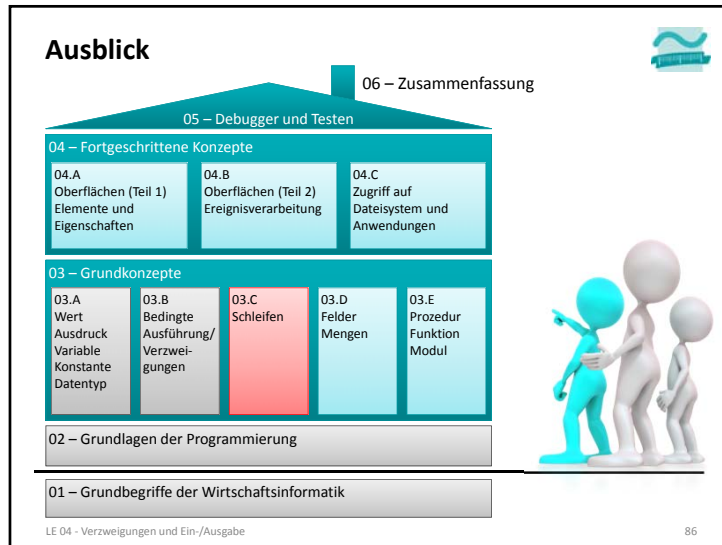 Ausblick
06 – Zusammenfassung
05 – Debugger und Testen
04 – Fortgeschrittene Konzepte
04.A
Oberflächen (Teil 1)
Elemente und
Eigenschaften
04.B
Oberflächen (Teil 2)
Ereignisverarbeitung
04.C
Zugriff auf
Dateisystem und
Anwendungen
03 – Grundkonzepte
03.A
Wert
Ausdruck
Variable
Konstante
Datentyp
03.B
Bedingte
Ausführung/
Verzwei-
gungen
03.C
Schleifen
03.D
Felder
Mengen
03.E
Prozedur
Funktion
Modul
02 – Grundlagen der Programmierung
01 – Grundbegriffe der Wirtschaftsinformatik
LE 04 - Verzweigungen und Ein-/Ausgabe
86